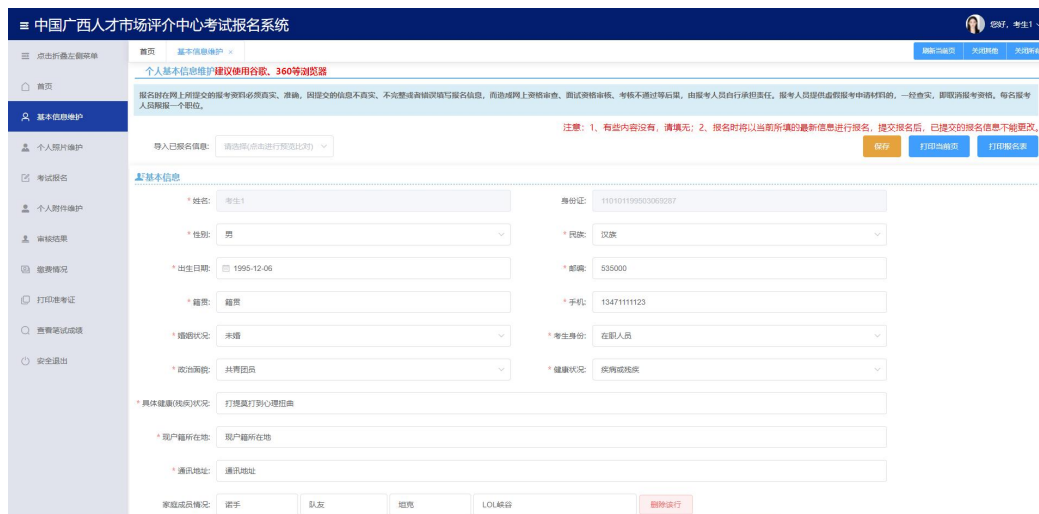 ≡ 中国广西人才市场评介中心考试报名系统
您好，考生1
点击折叠左侧菜单
首页 基本信息维护 ×
刷新当前页 关闭其他 关闭所有
首页
基本信息维护
人个照片维护
考试报名
个人附件维护
审核结果
缴费情况
打印准考证
查看笔试成绩
安全退出
个人基本信息维护建议使用谷歌、360等浏览器
报名时在网上所提交的报考资料必须真实、准确，因提交的信息不真实、不完整或者错误填写报名信息，而造成网上资格审查、面试资格审核、考核不通过等后果，由报考人员自行承担责任。报考人员提供虚假报考申请材料的，一经查实，即取消报考资格。每名报考
人员限报一个职位。
注意：1、有些内容没有，请填无；2、报名时将以当前所填的最新信息进行报名，提交报名后，已提交的报名信息不能更改。
导入已报名信息: 请选择(点击进行预览比对)
保存 打印当前页 打印报名表
基本信息
* 姓名: 考生1 身份证: 110101199503069287
* 性别: 男 * 民族: 汉族
* 出生日期: 1995-12-06 * 邮编: 535000
* 籍贯: 籍贯 * 手机: 13471111123
* 婚姻状况: 未婚 * 考生身份: 在职人员
* 政治面貌: 共青团员 * 健康状况: 疾病或残疾
* 具体健康(残疾)状况: 打提莫打到心理扭曲
* 现户籍所在地: 现户籍所在地
* 通讯地址: 通讯地址
家庭成员情况: 诺手 队友 坦克 LOL峡谷 删除该行